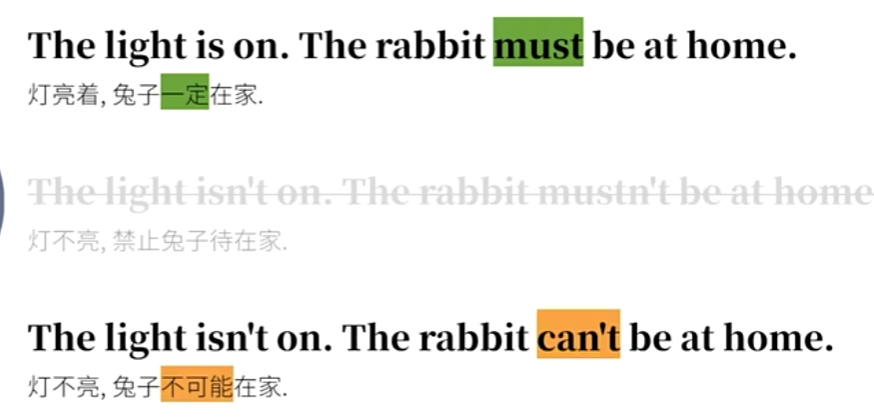 The light is on. The rabbit must be at home.
灯亮着, 兔子一定在家.
The light isn't on. The rabbit mustn't be at home
灯不亮, 禁止兔子待在家.
The light isn't on. The rabbit can't be at home.
灯不亮, 兔子不可能在家.